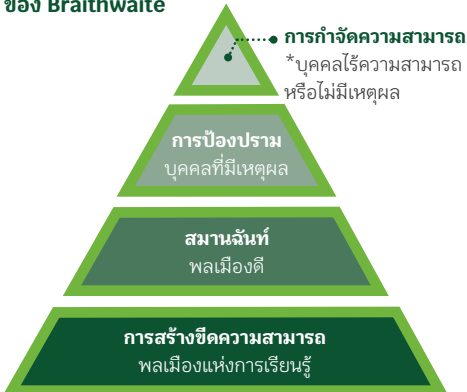 ของ Braithwaite
การกำจัดความสามารถ
*บุคคลไร้ความสามารถ
หรือไม่มีเหตุผล
การป้องปราม
บุคคลที่มีเหตุผล
สมานฉันท์
พลเมืองดี
การสร้างขีดความสามารถ
พลเมืองแห่งการเรียนรู้